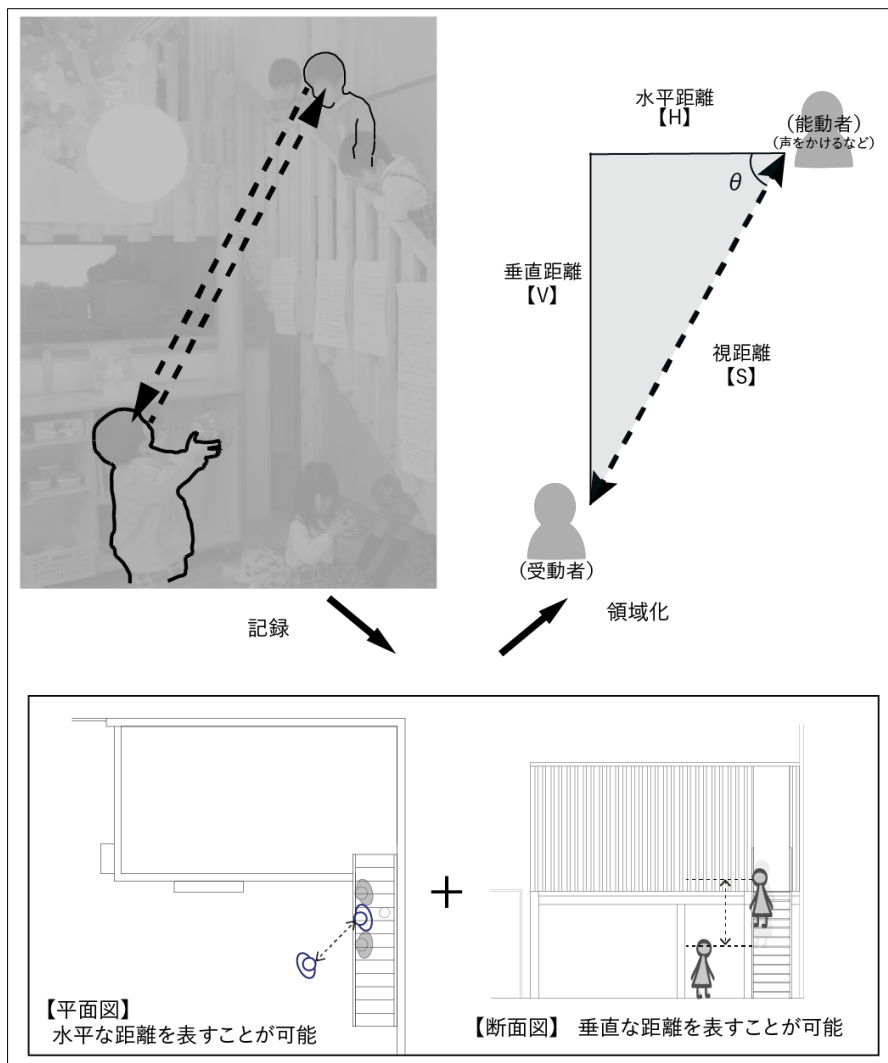 水平距離
【H】
(能動者)
(声をかけるなど)
θ
垂直距離
【V】
視距離
【S】
(受動者)
記録
領域化
+
【平面図】
水平な距離を表すことが可能
【断面図】 垂直な距離を表すことが可能